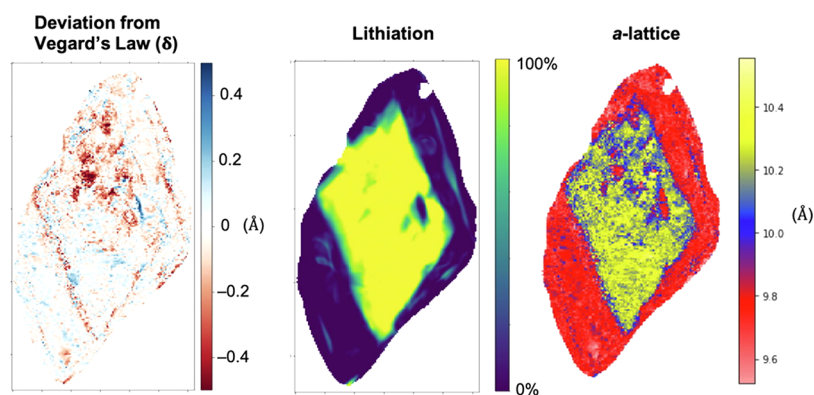 Deviation from
Vegard's Law (δ)
0.4
0.2
0 (Å)
–0.2
–0.4
Lithiation
100%
0%
a-lattice
10.4
10.2
10.0 (Å)
9.8
9.6